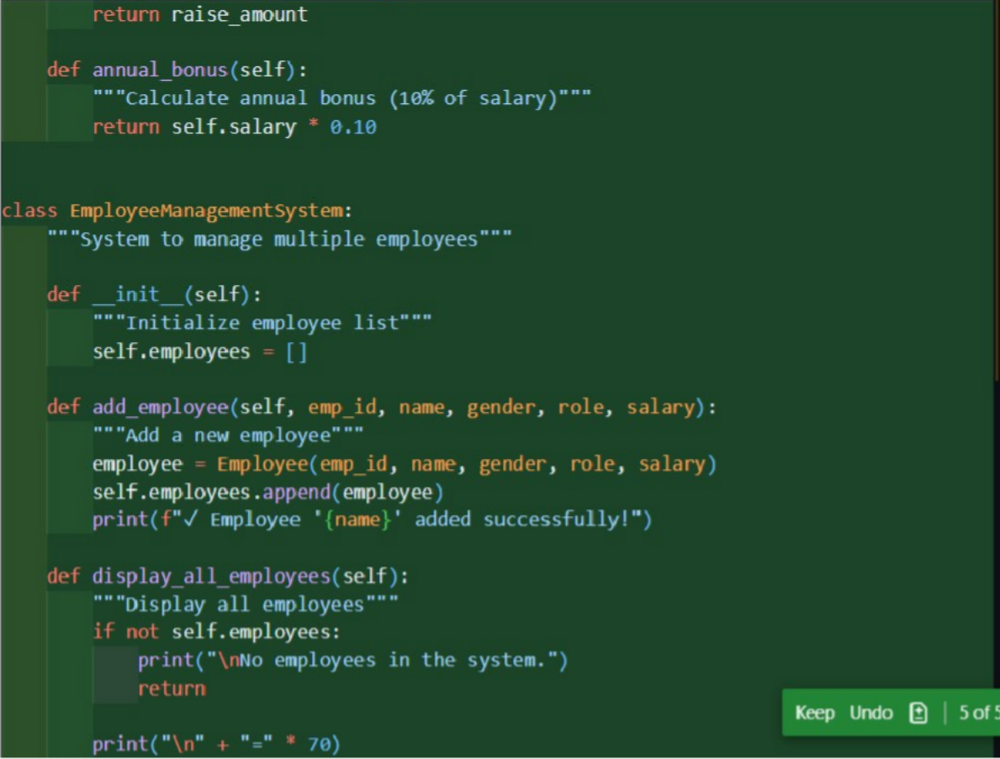 return raise_amount

    def annual_bonus(self):
        """Calculate annual bonus (10% of salary)"""
        return self.salary * 0.10


class EmployeeManagementSystem:
    """System to manage multiple employees"""

    def __init__(self):
        """Initialize employee list"""
        self.employees = []

    def add_employee(self, emp_id, name, gender, role, salary):
        """Add a new employee"""
        employee = Employee(emp_id, name, gender, role, salary)
        self.employees.append(employee)
        print(f"✓ Employee '{name}' added successfully!")

    def display_all_employees(self):
        """Display all employees"""
        if not self.employees:
            print("\nNo employees in the system.")
            return

        print("\n" + "=" * 70)
Keep Undo | 5 of 5